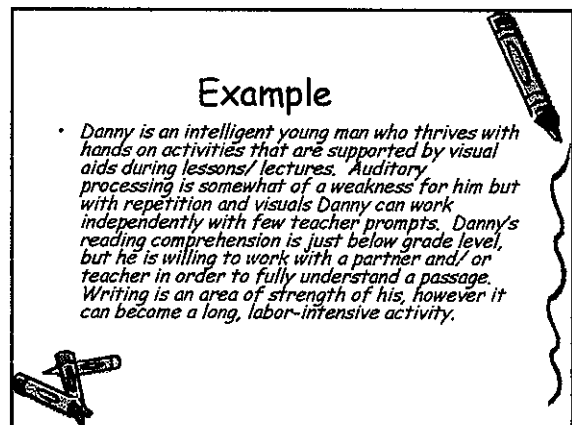 Example
• Danny is an intelligent young man who thrives with
hands on activities that are supported by visual
aids during lessons/ lectures. Auditory
processing is somewhat of a weakness for him but
with repetition and visuals Danny can work
independently with few teacher prompts. Danny's
reading comprehension is just below grade level,
but he is willing to work with a partner and/ or
teacher in order to fully understand a passage.
Writing is an area of strength of his, however it
can become a long, labor-intensive activity.